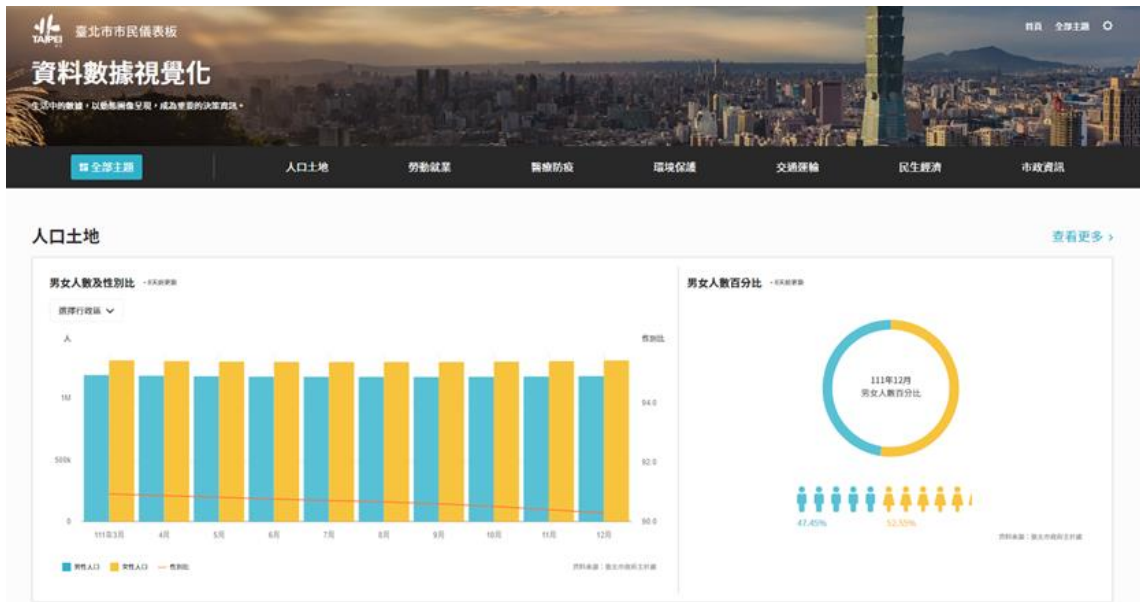 TAIPEI
臺北市市民儀表板
首頁 全部主題
資料數據視覺化
生活中的數據，以動態圖像呈現，成為重要的決策資訊。
全部主題 人口土地 勞動就業 醫療防疫 環境保護 交通運輸 民生經濟 市政資訊
人口土地
查看更多 ›
男女人數及性別比
選擇行政區
人
性別比
1M
500k
0
94.0
92.0
90.0
111年3月 4月 5月 6月 7月 8月 9月 10月 11月 12月
男性人口 女性人口 性別比
資料來源：臺北市政府主計處
男女人數百分比
111年12月
男女人數百分比
47.45% 52.55%
資料來源：臺北市政府主計處